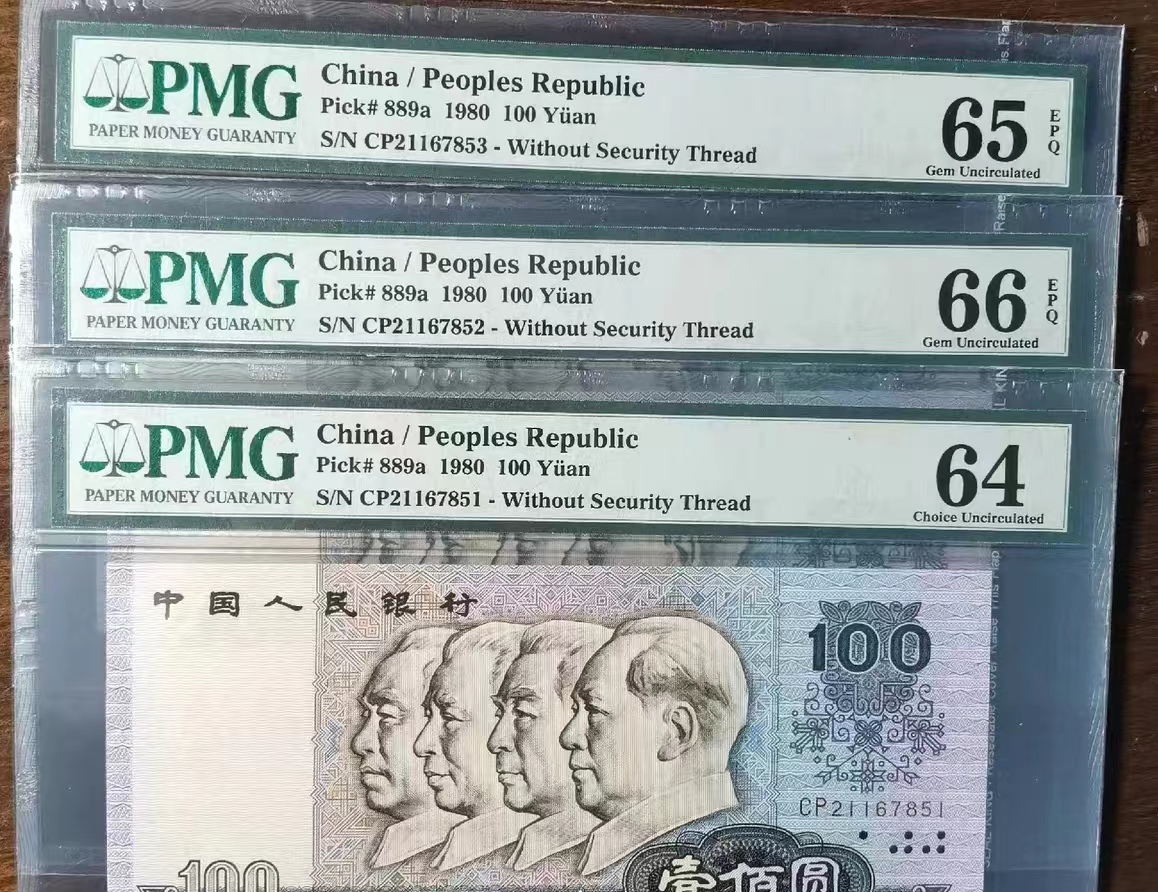 PMG
PAPER MONEY GUARANTY
China / Peoples Republic
Pick# 889a 1980 100 Yüan
S/N CP21167853 - Without Security Thread
65
EPQ
Gem Uncirculated
PMG
PAPER MONEY GUARANTY
China / Peoples Republic
Pick# 889a 1980 100 Yüan
S/N CP21167852 - Without Security Thread
66
EPQ
Gem Uncirculated
PMG
PAPER MONEY GUARANTY
China / Peoples Republic
Pick# 889a 1980 100 Yüan
S/N CP21167851 - Without Security Thread
64
Choice Uncirculated
中国人民银行
100
CP21167851
100
壹佰圆